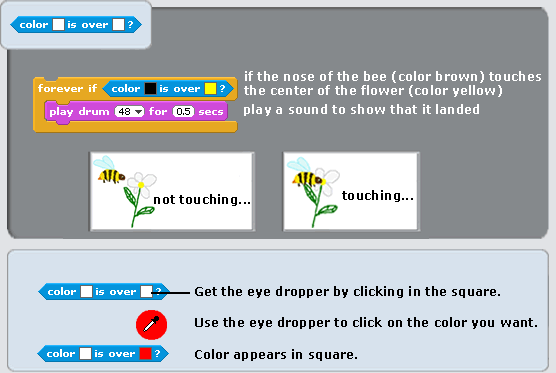 color is over ?
forever if color is over ?
if the nose of the bee (color brown) touches
the center of the flower (color yellow)
play drum 48 for 0.5 secs
play a sound to show that it landed
not touching...
touching...
color is over ?
Get the eye dropper by clicking in the square.
Use the eye dropper to click on the color you want.
color is over ?
Color appears in square.